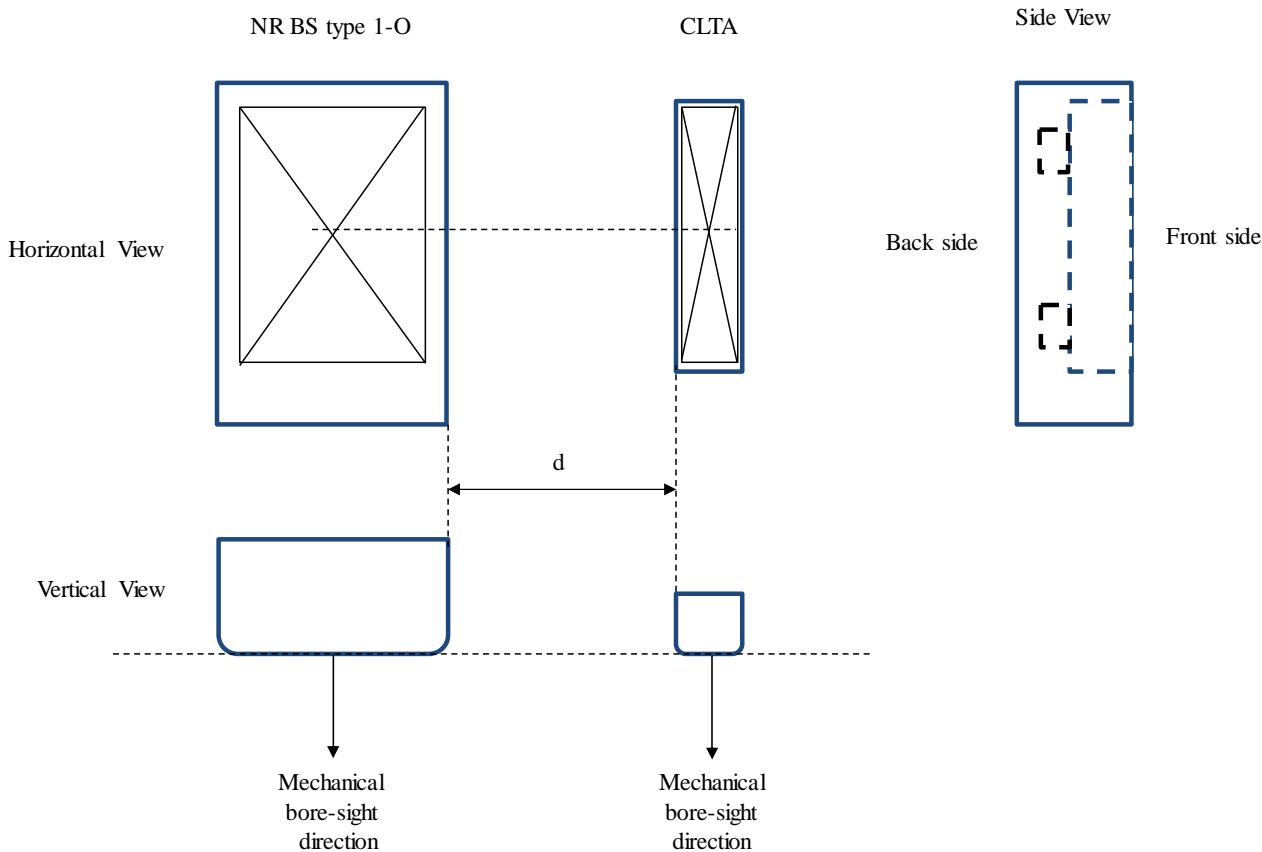 NR BS type 1-O
CLTA
Side View
Horizontal View
Back side
Front side
d
Vertical View
Mechanical
bore-sight
direction
Mechanical
bore-sight
direction